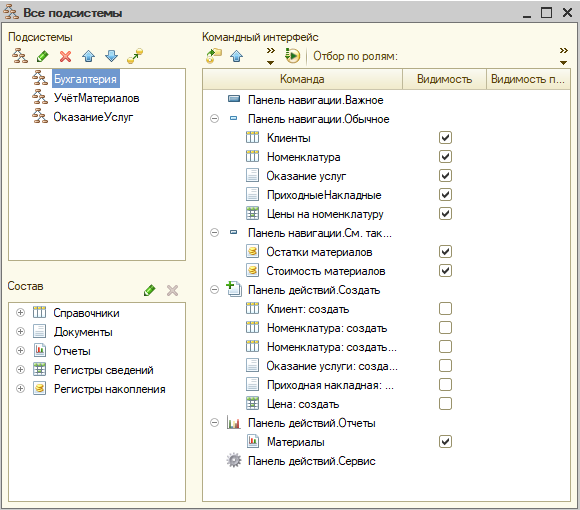 Все подсистемы
Подсистемы
Бухгалтерия
УчётМатериалов
ОказаниеУслуг
Состав
Справочники
Документы
Отчеты
Регистры сведений
Регистры накопления
Командный интерфейс
Отбор по ролям:
Команда Видимость Видимость п...
Панель навигации.Важное
Панель навигации.Обычное
Клиенты
Номенклатура
Оказание услуг
ПриходныеНакладные
Цены на номенклатуру
Панель навигации.См. так...
Остатки материалов
Стоимость материалов
Панель действий.Создать
Клиент: создать
Номенклатура: создать
Номенклатура: создать...
Оказание услуги: созда...
Приходная накладная: ...
Цена: создать
Панель действий.Отчеты
Материалы
Панель действий.Сервис